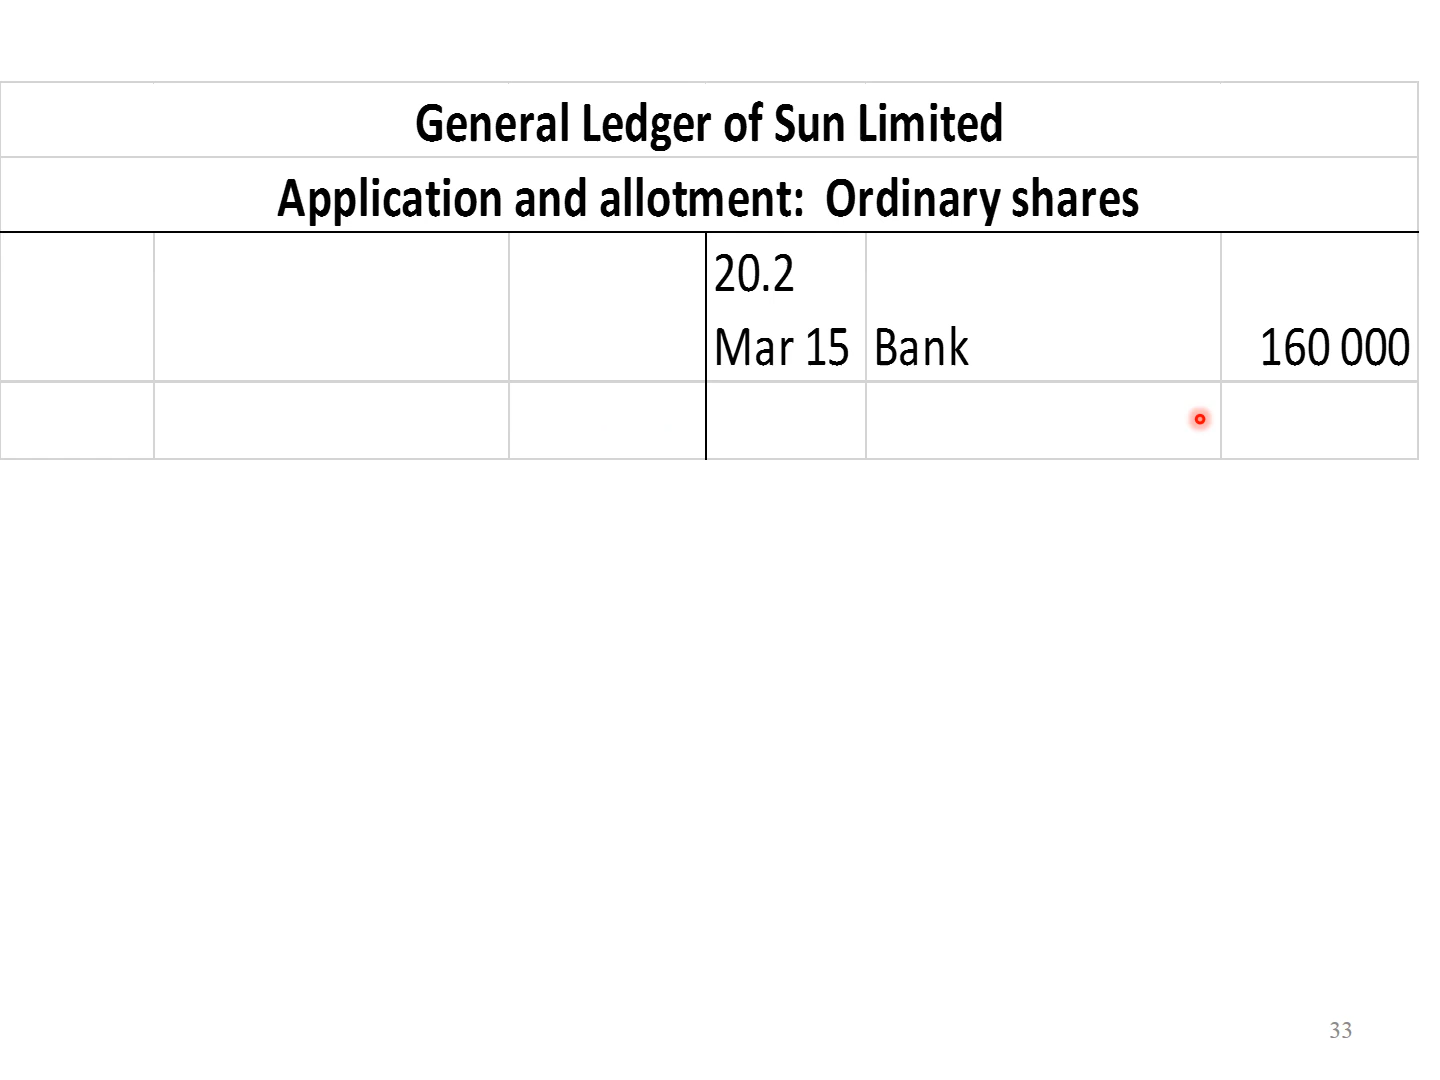 General Ledger of Sun Limited
Application and allotment: Ordinary shares
20.2
Mar 15 Bank 160 000
33